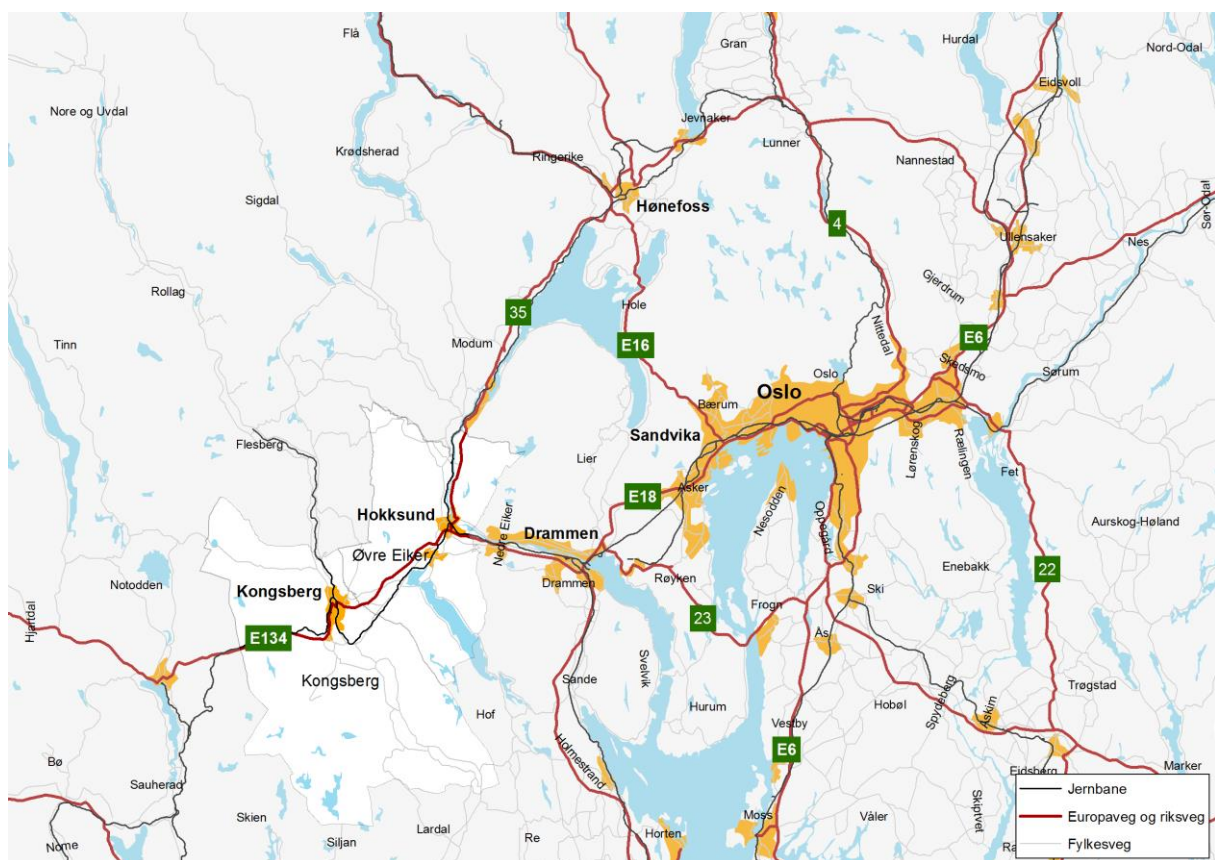 Flå
Gran
Hurdal
Nord-Odal
Eidsvoll
Nore og Uvdal
Krødsherad
Ringerike
Jevnaker
Lunner
Nannestad
Sigdal
Hønefoss
4
Ullensaker
Nes
Sør-Odal
Rollag
35
Hole
Gjerdrum
Tinn
Modum
E16
Nittedal
E6
Skedsmo
Sørum
Oslo
Oslo
Bærum
Flesberg
Sandvika
Lier
Lørenskog
Rælingen
Fet
E18
Asker
Nesodden
Oppegård
Hokksund
Nedre Eiker
Drammen
Aurskog-Høland
Øvre Eiker
Notodden
Kongsberg
Drammen
Røyken
Enebakk
22
Ski
Frogn
23
Hjartdal
E134
Ås
Kongsberg
Svelvik
Sande
Hurum
Hof
Vestby
Hobøl
Spydeberg
Askim
Trøgstad
E6
Holmestrand
Bø
Sauherad
Eidsberg
Marker
Skien
Siljan
Lardal
Re
Horten
Moss
Våler
Skiptvet
Nome
Ra
Jernbane
Europaveg og riksveg
Fylkesveg